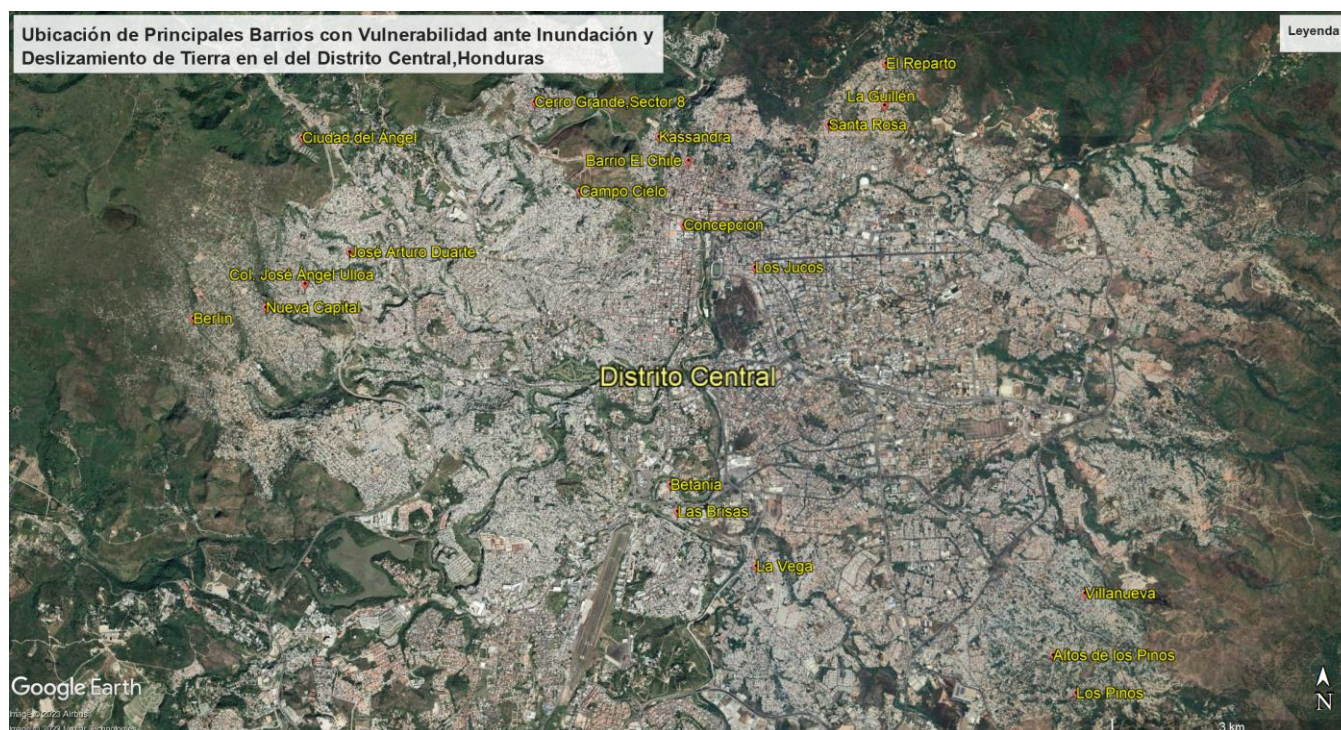 Ubicación de Principales Barrios con Vulnerabilidad ante Inundación y
Deslizamiento de Tierra en el del Distrito Central,Honduras
Leyenda
El Reparto
La Guillén
Cerro Grande,Sector 8
Santa Rosa
Ciudad del Ángel
Kassandra
Barrio El Chile
Campo Cielo
Concepción
José Arturo Duarte
Los Jucos
Col. José Ángel Ulloa
Nueva Capital
Berlín
Distrito Central
Betania
Las Brisas
La Vega
Villanueva
Altos de los Pinos
Los Pinos
Google Earth
N
Image © 2023 Airbus
3 km